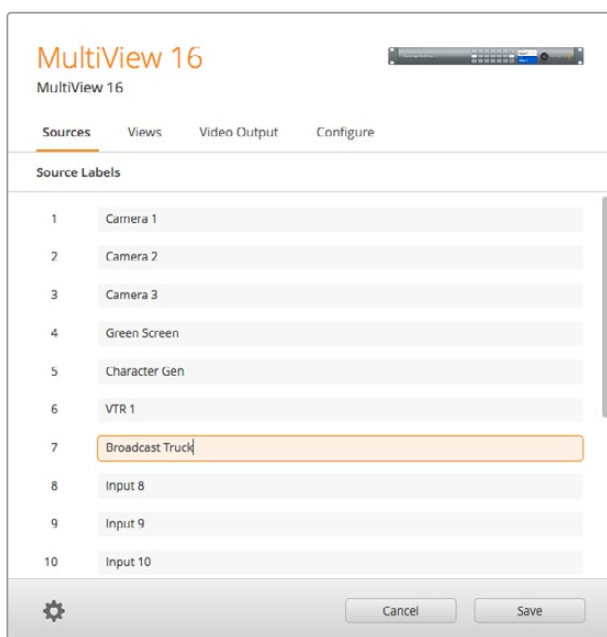 MultiView 16
MultiView 16
Sources Views Video Output Configure
Source Labels
1 Camera 1
2 Camera 2
3 Camera 3
4 Green Screen
5 Character Gen
6 VTR 1
7 Broadcast Truck
8 Input 8
9 Input 9
10 Input 10
Cancel Save